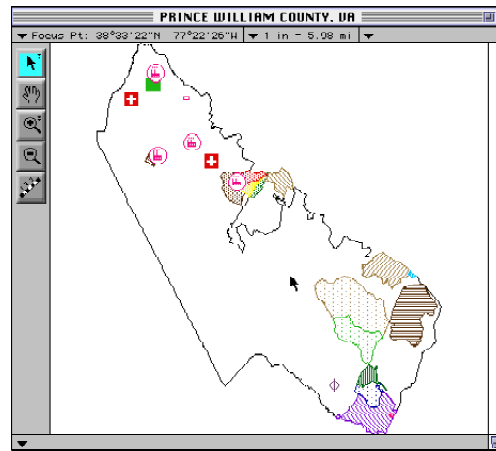 PRINCE WILLIAM COUNTY, VA
Focus Pt: 38°33'22"N 77°22'26"W 1 in = 5.98 mi